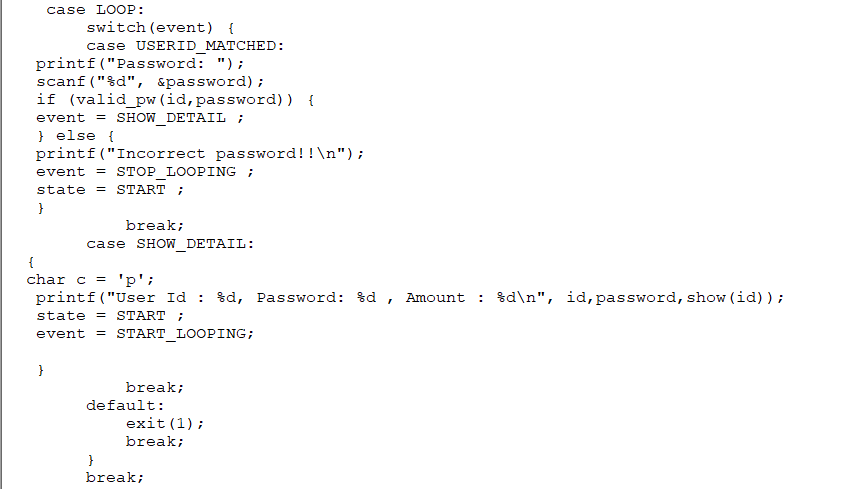 case LOOP:
switch(event) {
case USERID_MATCHED:
printf("Password: ");
scanf("%d", &password);
if (valid_pw(id,password)) {
event = SHOW_DETAIL ;
} else {
printf("Incorrect password!!\n");
event = STOP_LOOPING ;
state = START ;
}
break;
case SHOW_DETAIL:
{
char c = 'p';
printf("User Id : %d, Password: %d , Amount : %d\n", id,password,show(id));
state = START ;
event = START_LOOPING;
}
break;
default:
exit(1);
break;
}
break;